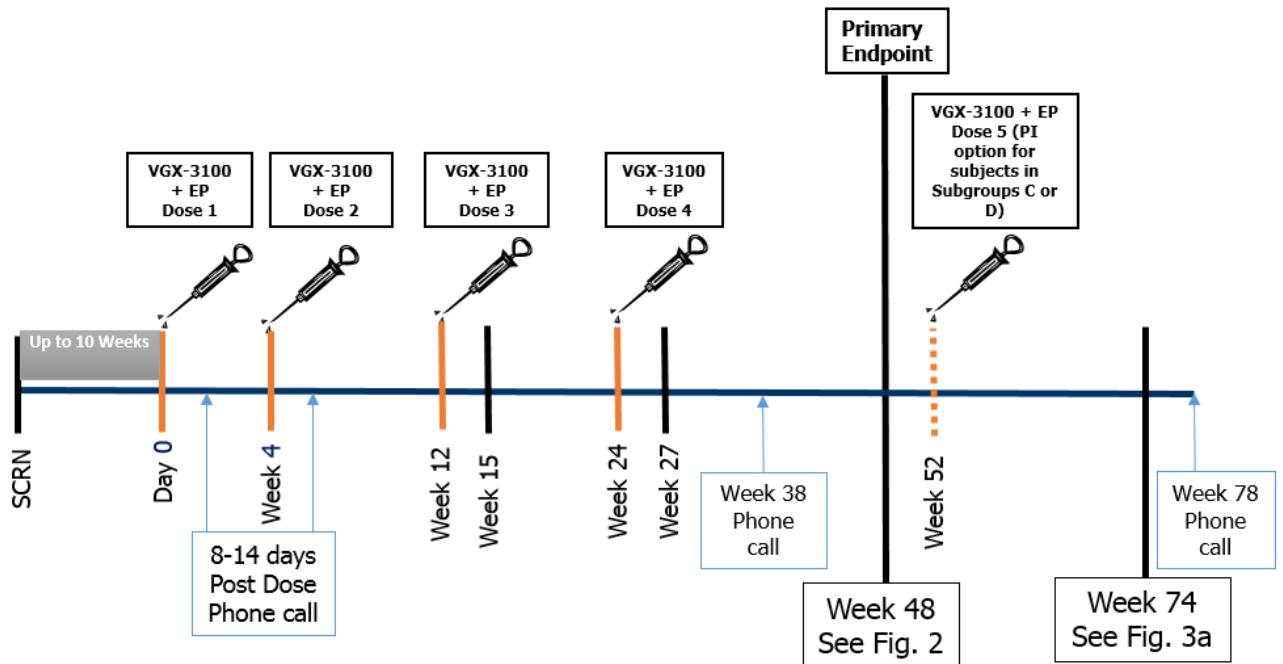 Primary
Endpoint
VGX-3100
+ EP
Dose 1
VGX-3100
+ EP
Dose 2
VGX-3100
+ EP
Dose 3
VGX-3100
+ EP
Dose 4
VGX-3100 + EP
Dose 5 (PI
option for
subjects in
Subgroups C or
D)
Up to 10 Weeks
SCRN
Day 0
Week 4
Week 12
Week 15
Week 24
Week 27
Week 52
8-14 days
Post Dose
Phone call
Week 38
Phone
call
Week 48
See Fig. 2
Week 74
See Fig. 3a
Week 78
Phone
call